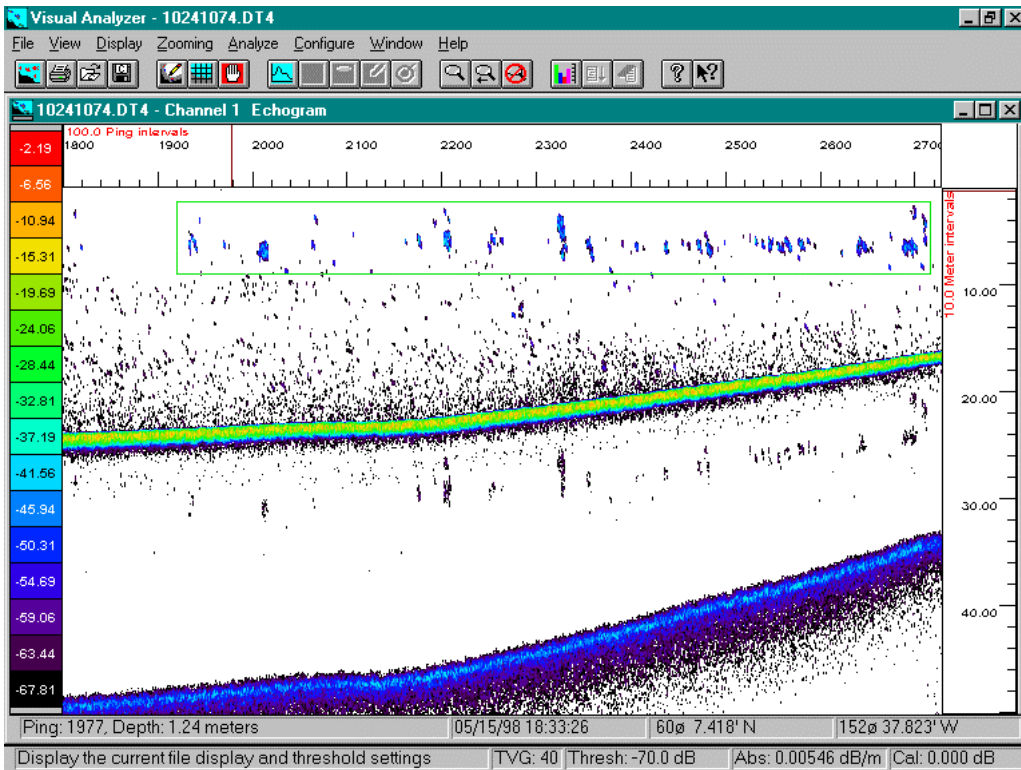 Visual Analyzer - 10241074.DT4
File View Display Zooming Analyze Configure Window Help
10241074.DT4 - Channel 1 Echogram
100.0 Ping intervals
1800 1900 2000 2100 2200 2300 2400 2500 2600 2700
-2.19
-6.56
-10.94
-15.31
-19.69
-24.06
-28.44
-32.81
-37.19
-41.56
-45.94
-50.31
-54.69
-59.06
-63.44
-67.81
10.0 Meter intervals
10.00
20.00
30.00
40.00
Ping: 1977, Depth: 1.24 meters 05/15/98 18:33:26 60ø 7.418' N 152ø 37.823' W
Display the current file display and threshold settings TVG: 40 Thresh: -70.0 dB Abs: 0.00546 dB/m Cal: 0.000 dB